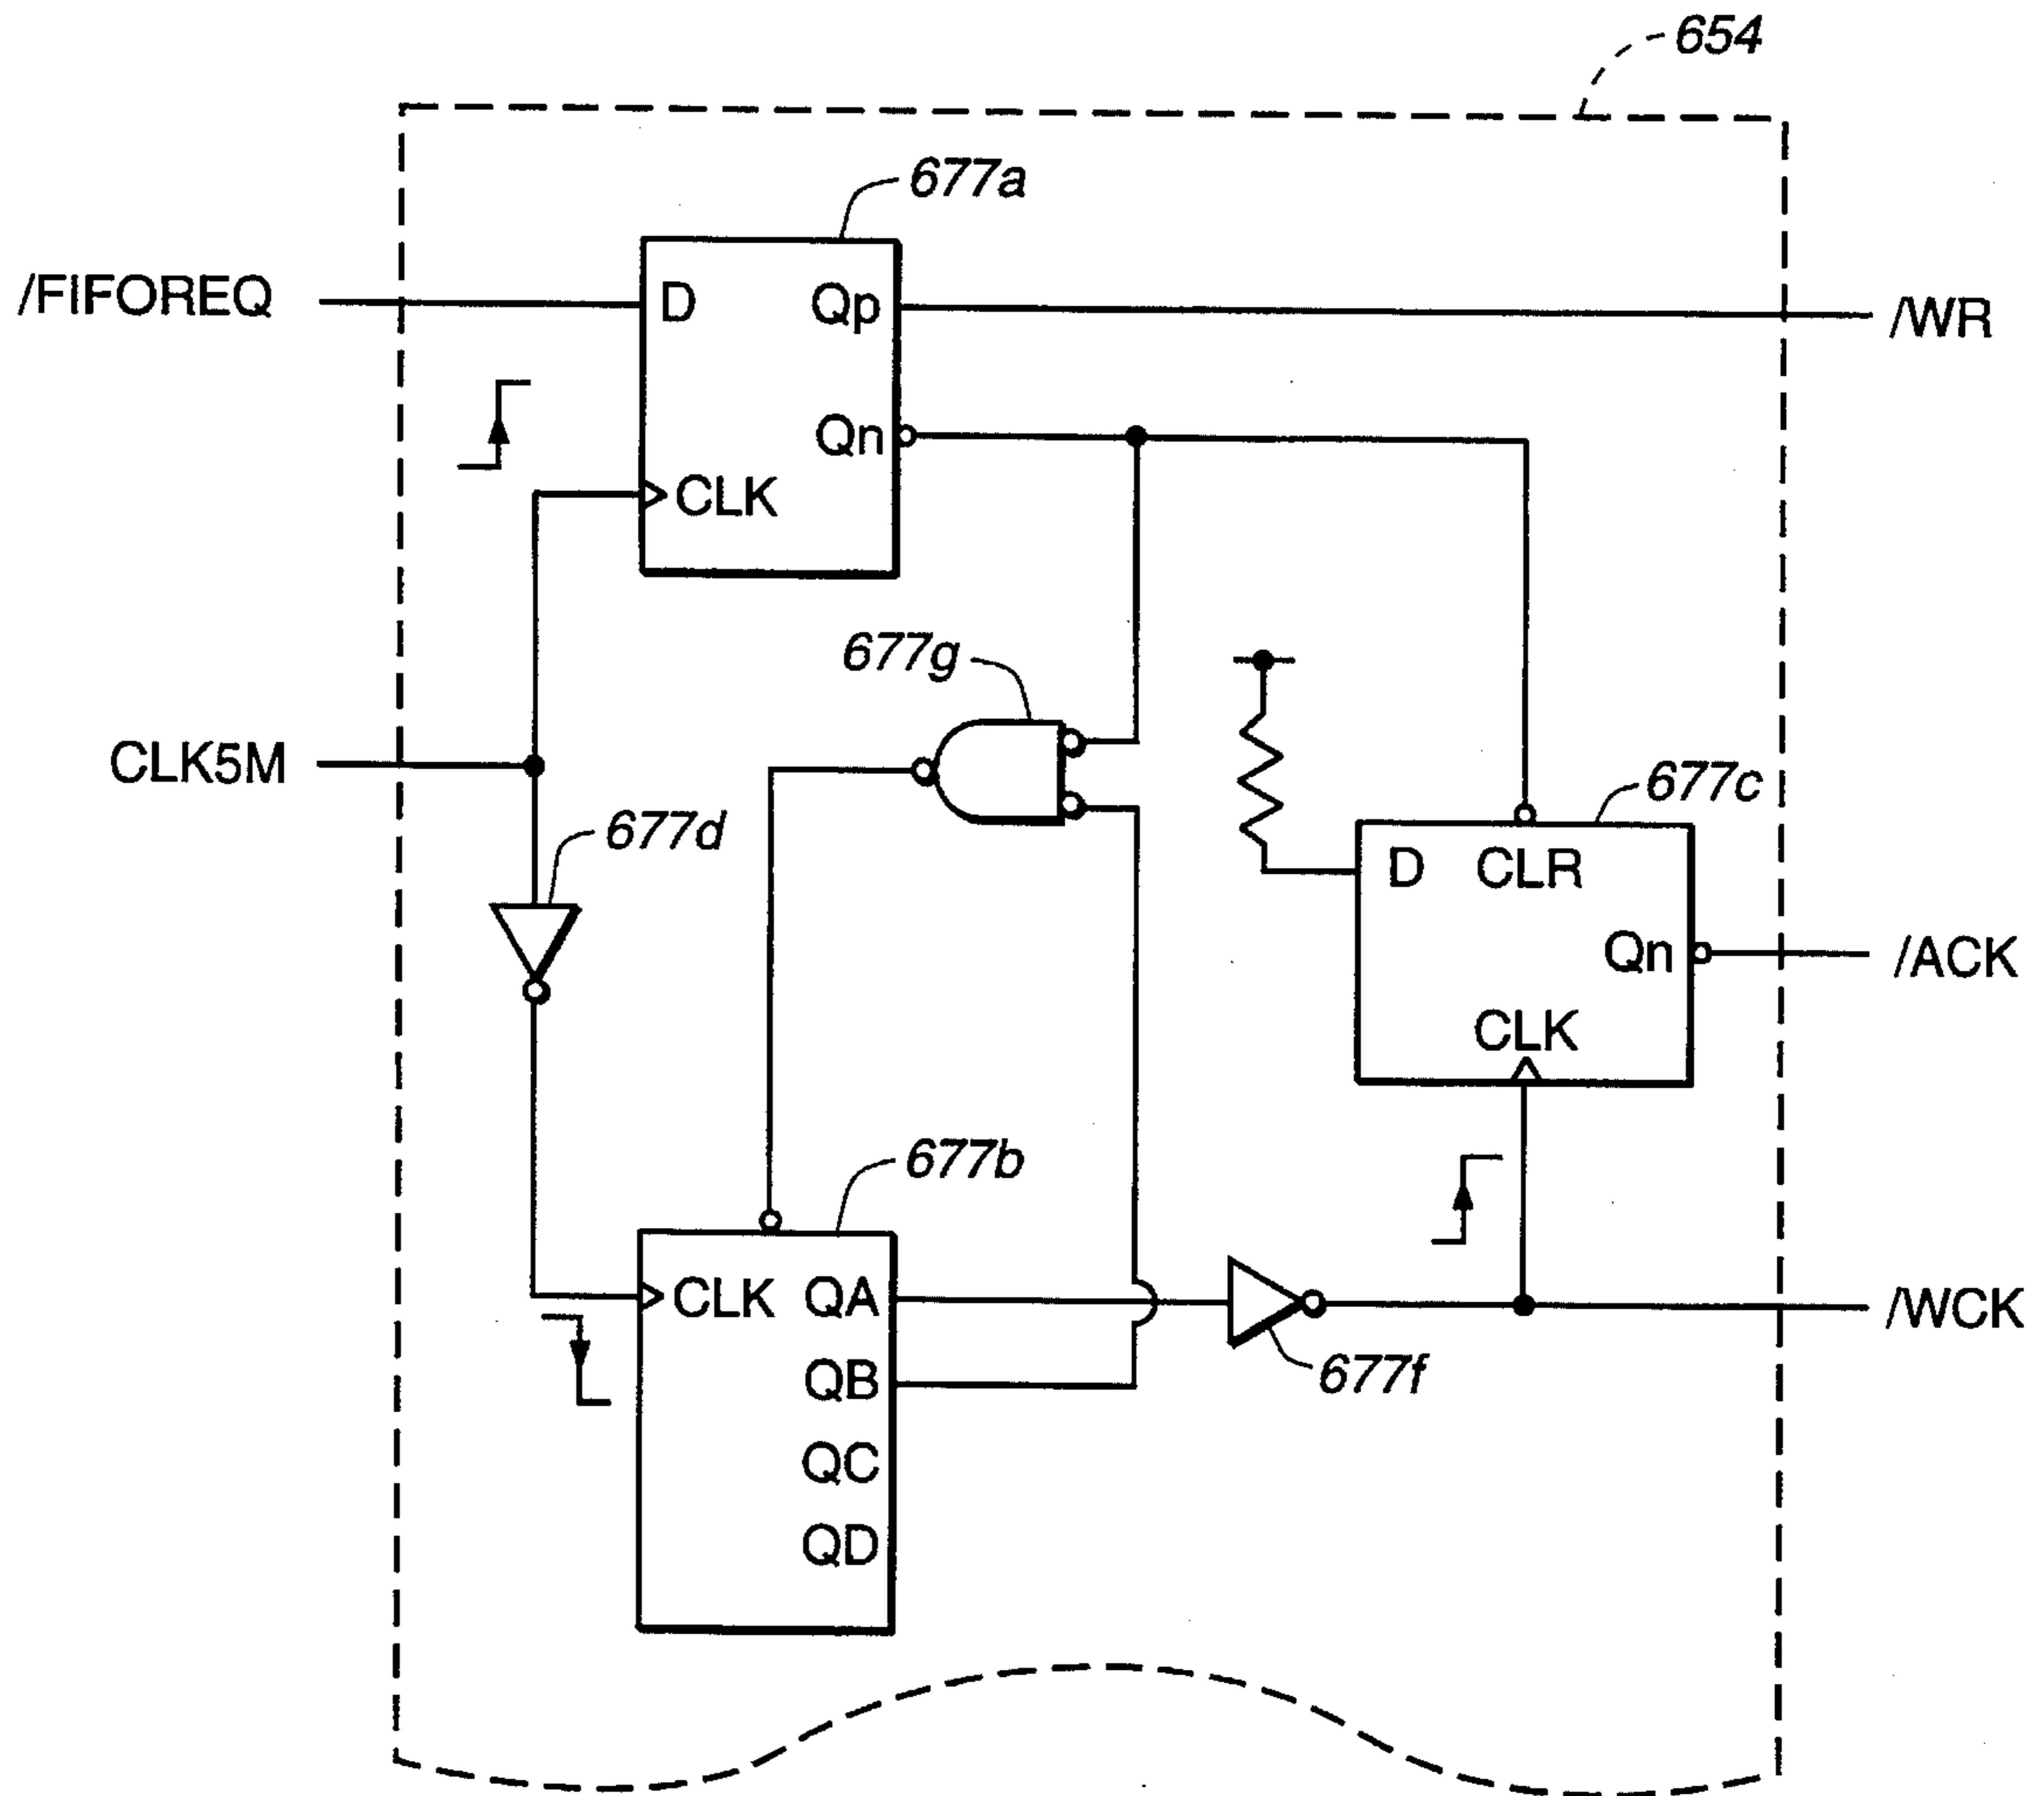 654
677a
/FIFOREQ
D Qp
/WR
Qn
CLK
677g
CLK5M
677c
677d
D CLR
Qn
/ACK
CLK
677b
CLK QA
/WCK
677f
QB
QC
QD